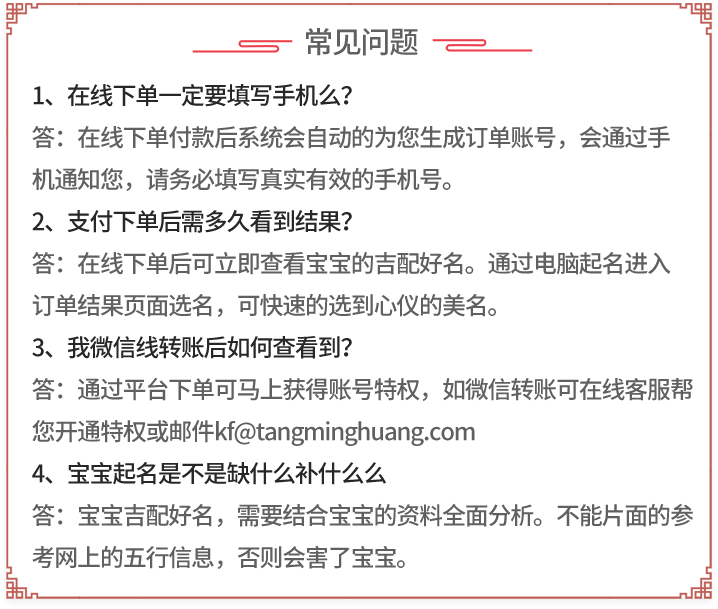 常见问题
1、在线下单一定要填写手机么?
答：在线下单付款后系统会自动的为您生成订单账号，会通过手
机通知您，请务必填写真实有效的手机号。
2、支付下单后需多久看到结果?
答：在线下单后可立即查看宝宝的吉配好名。通过电脑起名进入
订单结果页面选名，可快速的选到心仪的美名。
3、我微信线转账后如何查看到?
答：通过平台下单可马上获得账号特权，如微信转账可在线客服帮
您开通特权或邮件kf@tangminghuang.com
4、宝宝起名是不是缺什么补什么么
答：宝宝吉配好名，需要结合宝宝的资料全面分析。不能片面的参
考网上的五行信息，否则会害了宝宝。